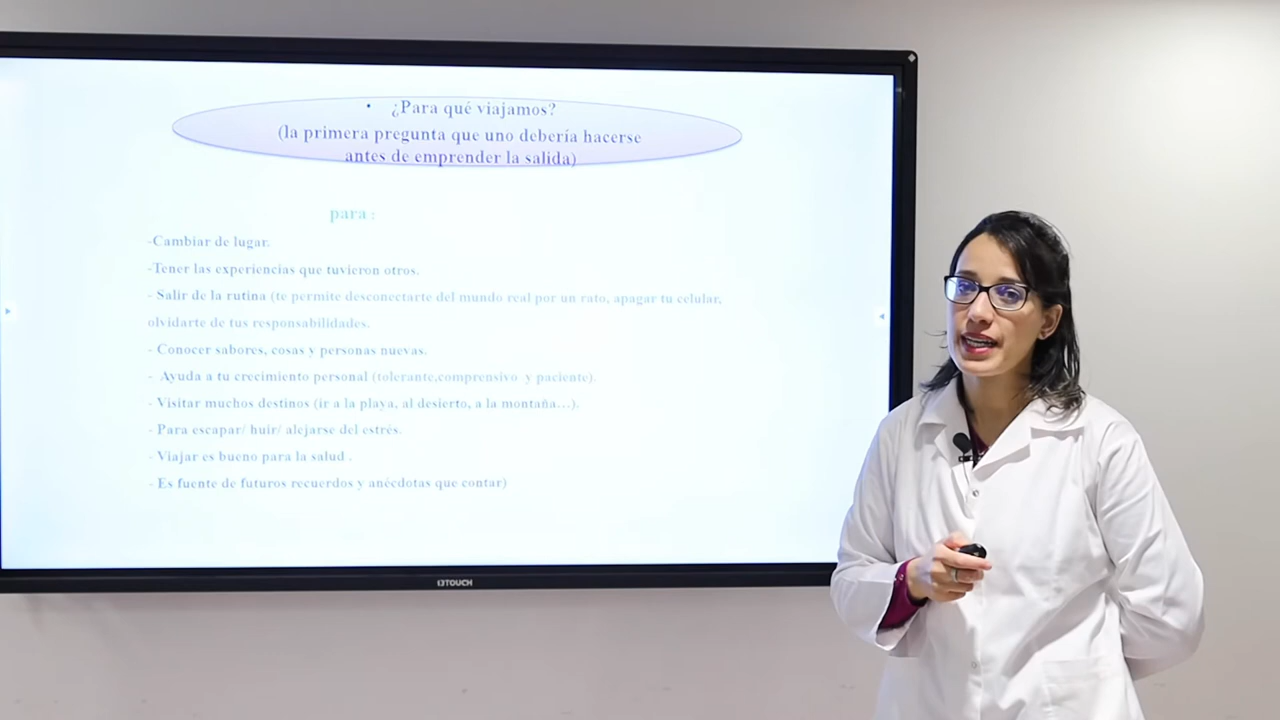 • ¿Para qué viajamos?
(la primera pregunta que uno debería hacerse
antes de emprender la salida)
para :
-Cambiar de lugar.
-Tener las experiencias que tuvieron otros.
- Salir de la rutina (te permite desconectarte del mundo real por un rato, apagar tu celular,
olvidarte de tus responsabilidades.
- Conocer sabores, cosas y personas nuevas.
- Ayuda a tu crecimiento personal (tolerante,comprensivo y paciente).
- Visitar muchos destinos (ir a la playa, al desierto, a la montaña…).
- Para escapar/ huir/ alejarse del estrés.
- Viajar es bueno para la salud .
- Es fuente de futuros recuerdos y anécdotas que contar)
i3TOUCH